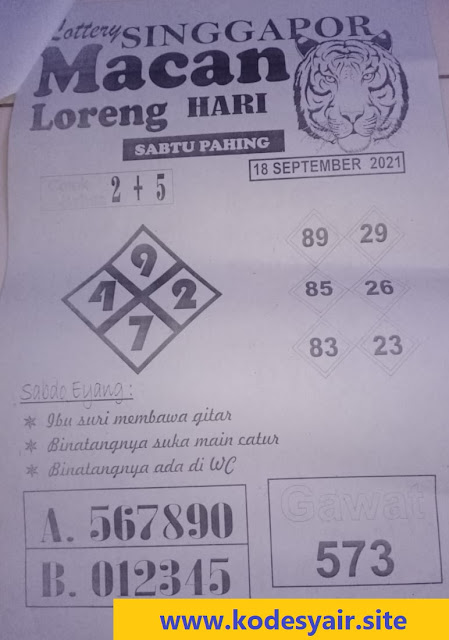 Lottery SINGGAPOR
Macan
Loreng HARI
SABTU PAHING
18 SEPTEMBER 2021
2 + 5
9
4 2
7
89 29
85 26
83 23
Sabdo Eyang :
* Ibu suri membawa gitar
* Binatangnya suka main catur
* Binatangnya ada di WC
A. 567890
B. 012345
Gawat
573
www.kodesyair.site